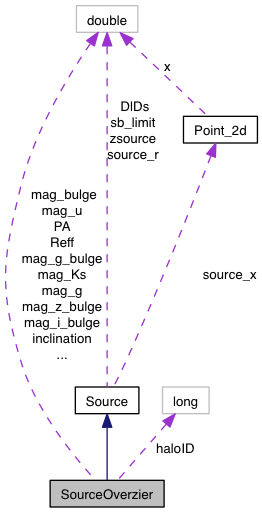 double
x
DlDs
sb_limit
zsource
source_r
Point_2d
mag_bulge
mag_u
PA
Reff
mag_g_bulge
mag_Ks
mag_g
mag_z_bulge
mag_i_bulge
inclination
...
source_x
Source
long
haloID
SourceOverzier